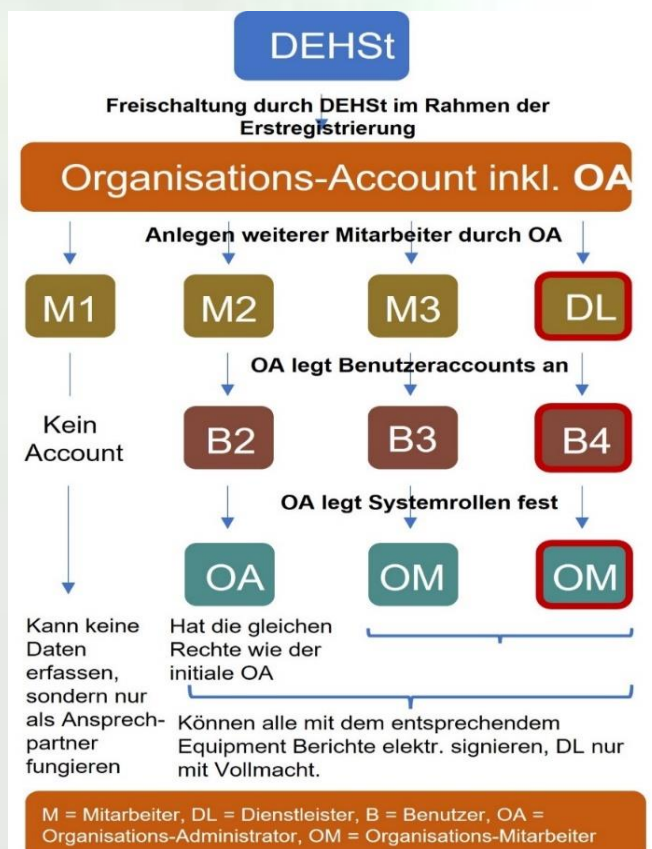 DEHSt
Freischaltung durch DEHSt im Rahmen der
Erstregistrierung
Organisations-Account inkl. OA
Anlegen weiterer Mitarbeiter durch OA
M1
M2
M3
DL
OA legt Benutzeraccounts an
Kein
Account
B2
B3
B4
OA legt Systemrollen fest
OA
OM
OM
Kann keine
Daten
erfassen,
sondern nur
als Ansprech-
partner
fungieren
Hat die gleichen
Rechte wie der
initiale OA
Können alle mit dem entsprechendem
Equipment Berichte elektr. signieren, DL nur
mit Vollmacht.
M = Mitarbeiter, DL = Dienstleister, B = Benutzer, OA =
Organisations-Administrator, OM = Organisations-Mitarbeiter